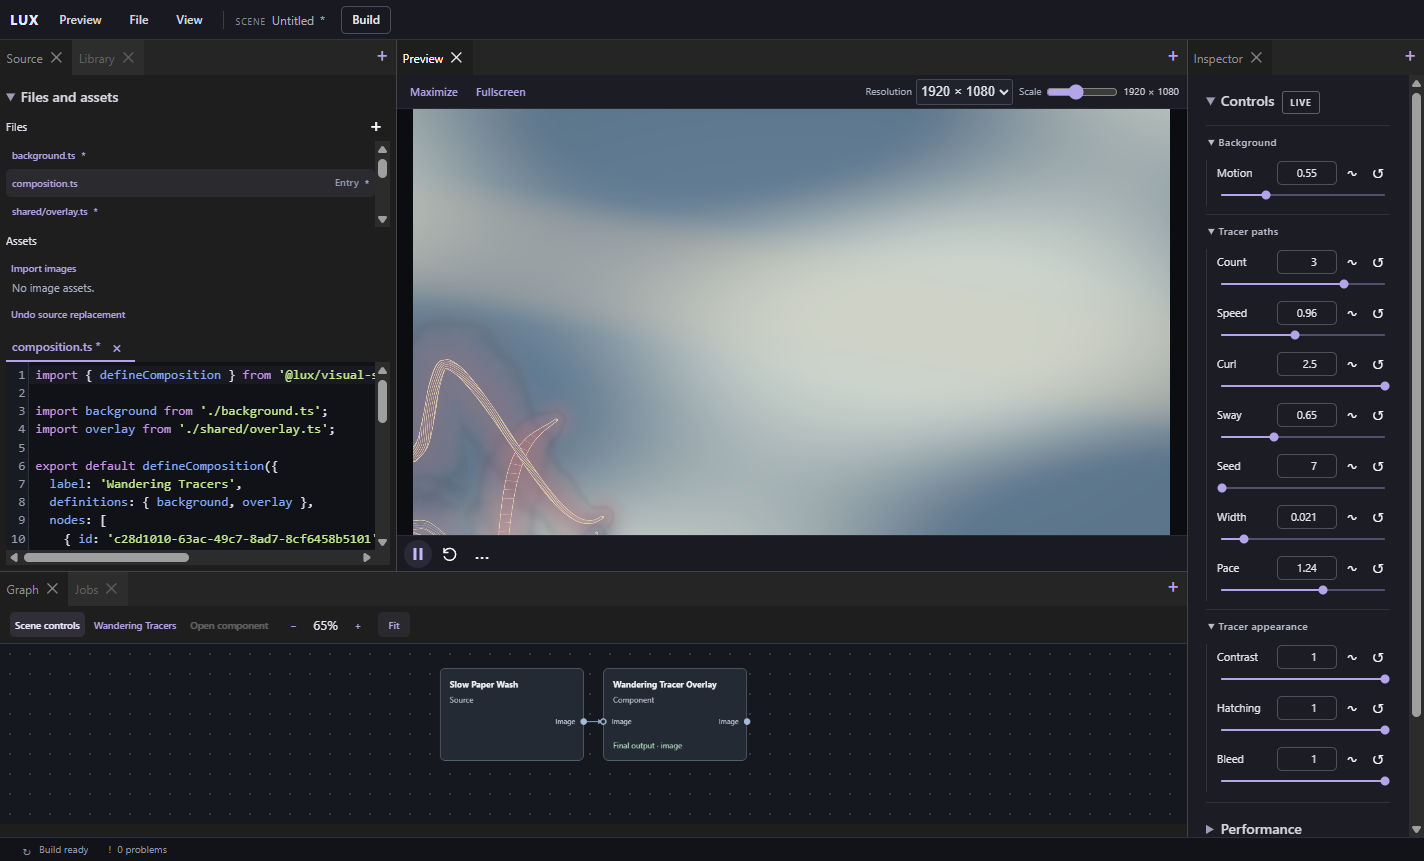 LUX Preview File View SCENE Untitled * Build
Source Library +
Files and assets
Files +
background.ts *
composition.ts Entry *
shared/overlay.ts *
Assets
Import images
No image assets.
Undo source replacement
composition.ts * ×
1 import { defineComposition } from '@lux/visual-s
2
3 import background from './background.ts';
4 import overlay from './shared/overlay.ts';
5
6 export default defineComposition({
7 label: 'Wandering Tracers',
8 definitions: { background, overlay },
9 nodes: [
10 { id: 'c28d1010-63ac-49c7-8ad7-8cf6458b5101'
Preview +
Maximize Fullscreen Resolution 1920 × 1080 Scale 1920 × 1080
...
Graph Jobs +
Scene controls Wandering Tracers Open component − 65% + Fit
Slow Paper Wash
Source
Image
Wandering Tracer Overlay
Component
Image Image
Final output · image
Inspector +
Controls LIVE
Background
Motion 0.55
Tracer paths
Count 3
Speed 0.96
Curl 2.5
Sway 0.65
Seed 7
Width 0.021
Pace 1.24
Tracer appearance
Contrast 1
Hatching 1
Bleed 1
Performance
Build ready ! 0 problems